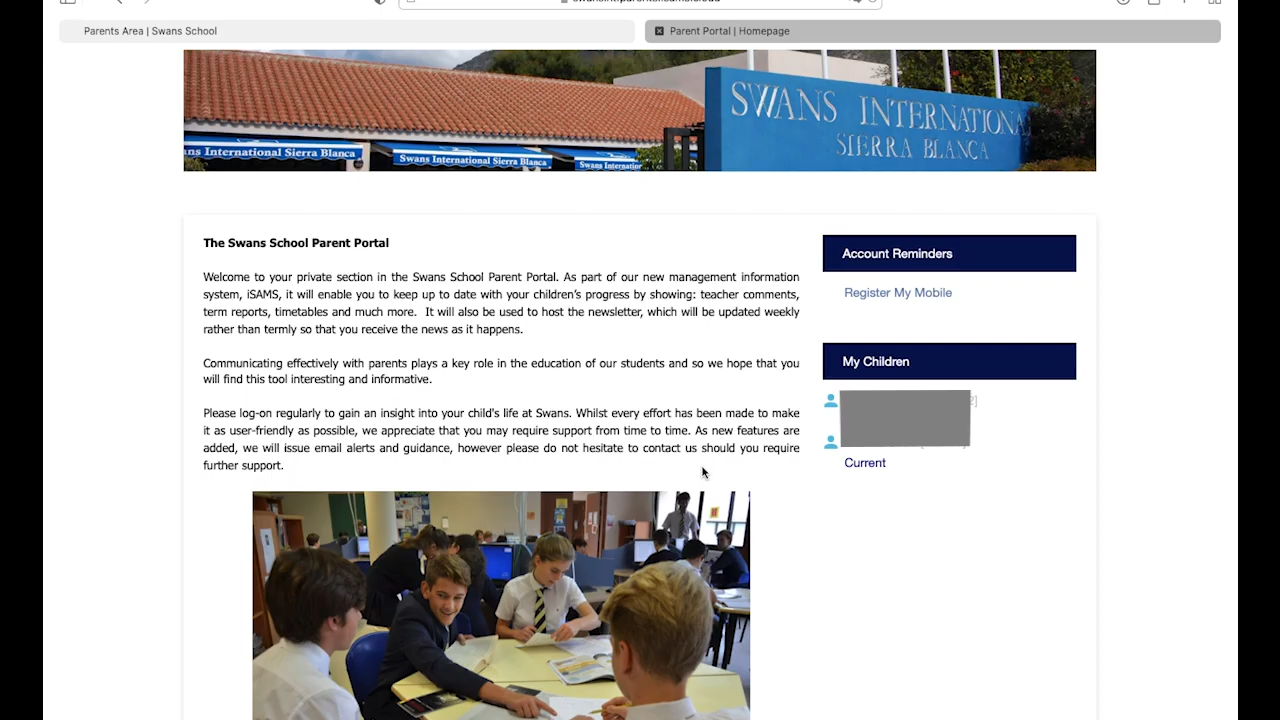 Parents Area | Swans School
Parent Portal | Homepage
SWANS INTERNATIONAL
SIERRA BLANCA
Swans International Sierra Blanca
Swans International Sierra Blanca
Swans Internation
The Swans School Parent Portal
Account Reminders
Register My Mobile
Welcome to your private section in the Swans School Parent Portal. As part of our new management information
system, iSAMS, it will enable you to keep up to date with your children's progress by showing: teacher comments,
term reports, timetables and much more. It will also be used to host the newsletter, which will be updated weekly
rather than termly so that you receive the news as it happens.
My Children
Communicating effectively with parents plays a key role in the education of our students and so we hope that you
will find this tool interesting and informative.
Please log-on regularly to gain an insight into your child's life at Swans. Whilst every effort has been made to make
it as user-friendly as possible, we appreciate that you may require support from time to time. As new features are
added, we will issue email alerts and guidance, however please do not hesitate to contact us should you require
further support.
Current